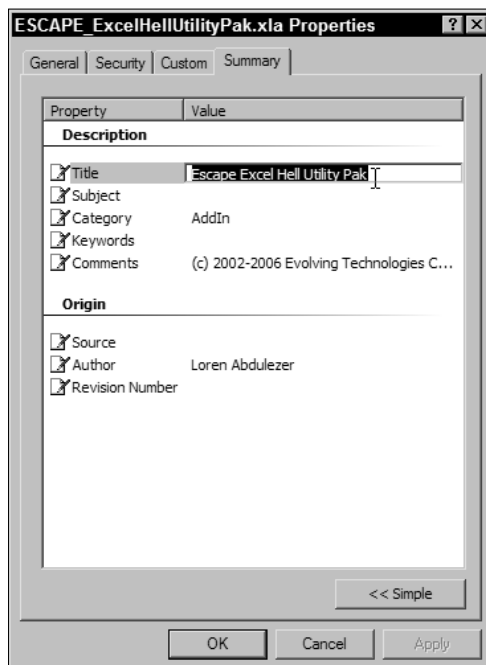 ESCAPE_ExcelHellUtilityPak.xla Properties ? X
General Security Custom Summary
Property Value
Description
Title Escape Excel Hell Utility Pak
Subject
Category AddIn
Keywords
Comments (c) 2002-2006 Evolving Technologies C...
Origin
Source
Author Loren Abdulezer
Revision Number
<< Simple
OK Cancel Apply